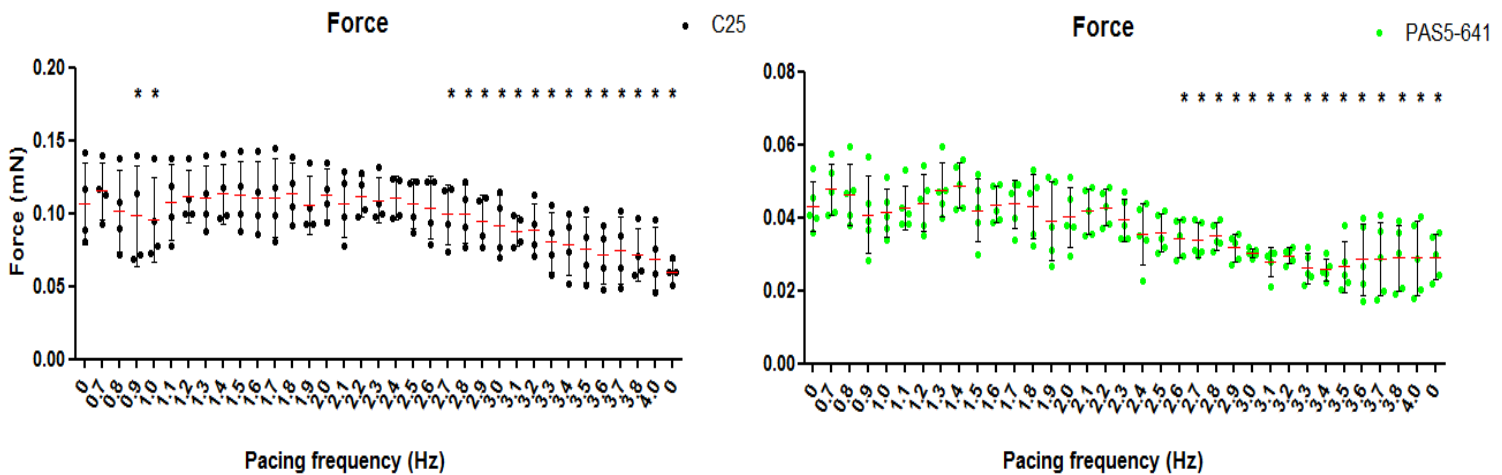 Force
C25
0.20
0.15
0.10
0.05
0.00
Force (mN)
* *
* * * * * * * * * * * * * *
0 0.7 0.8 0.9 1.0 1.1 1.2 1.3 1.4 1.5 1.6 1.7 1.8 1.9 2.0 2.1 2.2 2.3 2.4 2.5 2.6 2.7 2.8 2.9 3.0 3.1 3.2 3.3 3.4 3.5 3.6 3.7 3.8 4.0 0
Pacing frequency (Hz)
Force
PAS5-641
0.08
0.06
0.04
0.02
0.00
* * * * * * * * * * * * * * *
0 0.7 0.8 0.9 1.0 1.1 1.2 1.3 1.4 1.5 1.6 1.7 1.8 1.9 2.0 2.1 2.2 2.3 2.4 2.5 2.6 2.7 2.8 2.9 3.0 3.1 3.2 3.3 3.4 3.5 3.6 3.7 3.8 4.0 0
Pacing frequency (Hz)